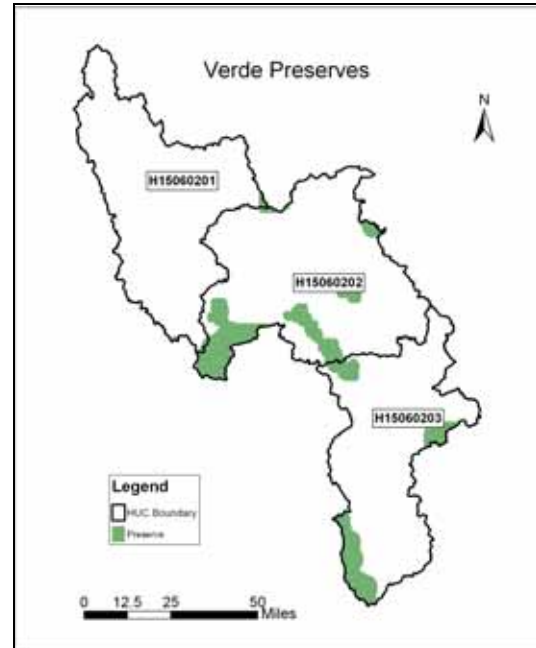 Verde Preserves
N
H15060201
H15060202
H15060203
Legend
HUC Boundary
Preserve
0 12.5 25 50
Miles